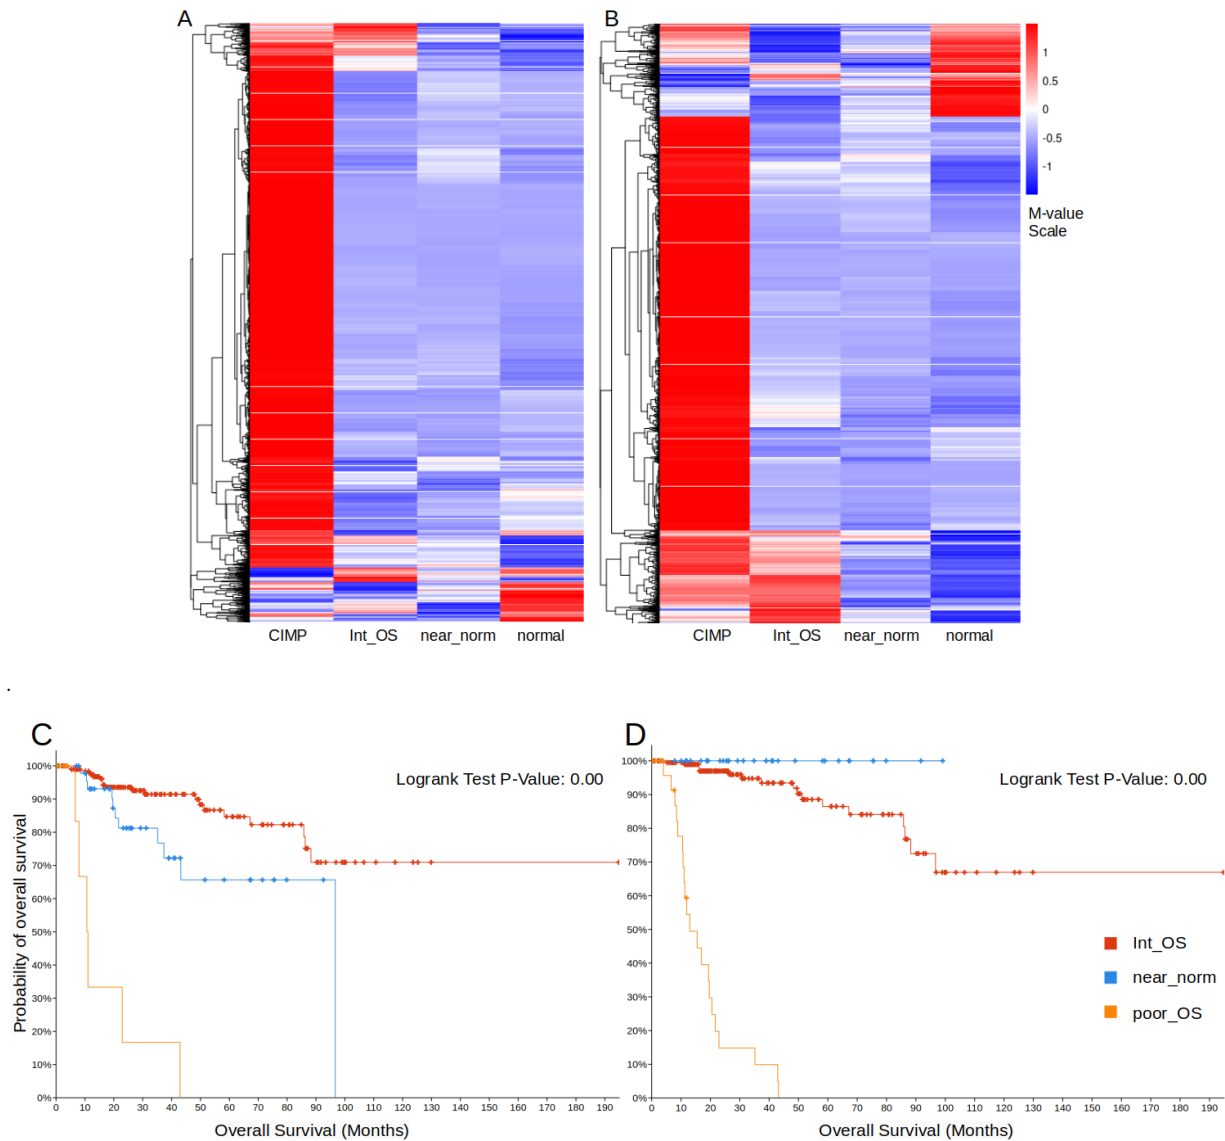 A
B
1
0.5
0
-0.5
-1
M-value
Scale
CIMP Int_OS near_norm normal
CIMP Int_OS near_norm normal
.
C
Logrank Test P-Value: 0.00
Probability of overall survival
100%
90%
80%
70%
60%
50%
40%
30%
20%
10%
0%
0 10 20 30 40 50 60 70 80 90 100 110 120 130 140 150 160 170 180 190
Overall Survival (Months)
D
Logrank Test P-Value: 0.00
100%
90%
80%
70%
60%
50%
40%
30%
20%
10%
0%
Int_OS
near_norm
poor_OS
0 10 20 30 40 50 60 70 80 90 100 110 120 130 140 150 160 170 180 190
Overall Survival (Months)